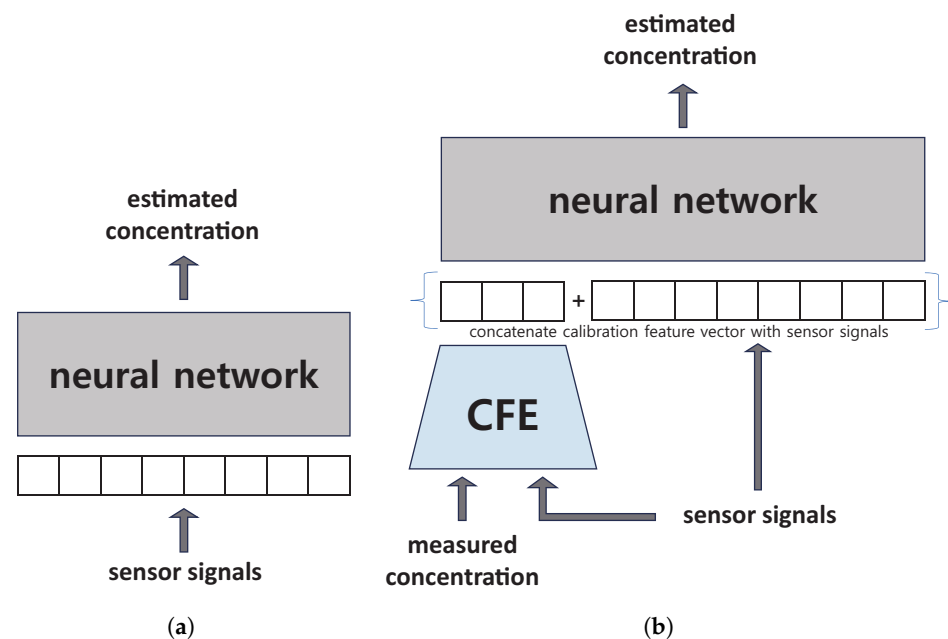 estimated
concentration
neural network
sensor signals
(a)
estimated
concentration
neural network
+
concatenate calibration feature vector with sensor signals
CFE
sensor signals
measured
concentration
(b)